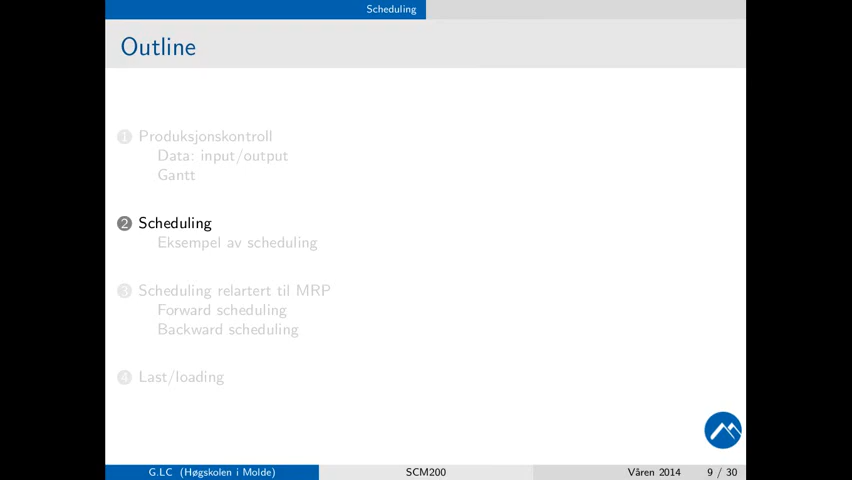 Scheduling
Outline
1 Produksjonskontroll
Data: input/output
Gantt
2 Scheduling
Eksempel av scheduling
3 Scheduling relartert til MRP
Forward scheduling
Backward scheduling
4 Last/loading
G.LC (Høgskolen i Molde) SCM200 Våren 2014 9 / 30